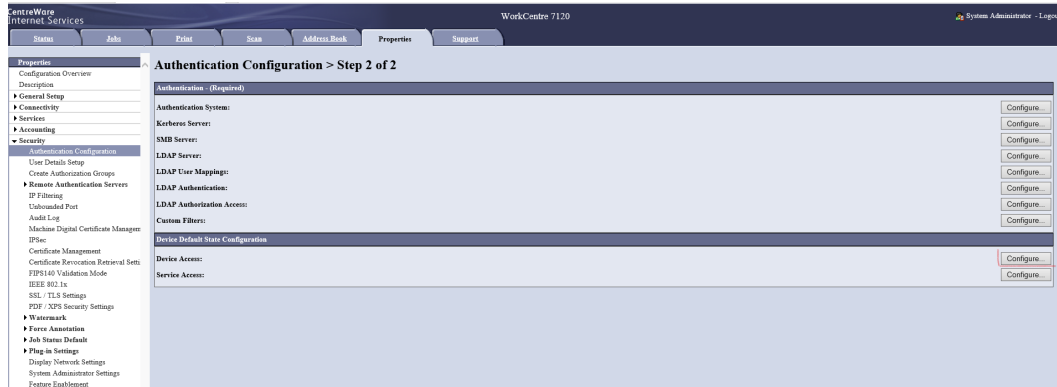 CentreWare
Internet Services
WorkCentre 7120
System Administrator - Logou
Status
Jobs
Print
Scan
Address Book
Properties
Support
Properties
Configuration Overview
Description
General Setup
Connectivity
Services
Accounting
Security
Authentication Configuration
User Details Setup
Create Authorization Groups
Remote Authentication Servers
IP Filtering
Unbounded Port
Audit Log
Machine Digital Certificate Managem
IPSec
Certificate Management
Certificate Revocation Retrieval Setti
FIPS140 Validation Mode
IEEE 802.1x
SSL / TLS Settings
PDF / XPS Security Settings
Watermark
Force Annotation
Job Status Default
Plug-in Settings
Display Network Settings
System Administrator Settings
Feature Enablement
Authentication Configuration > Step 2 of 2
Authentication - (Required)
Authentication System: Configure...
Kerberos Server: Configure...
SMB Server: Configure...
LDAP Server: Configure...
LDAP User Mappings: Configure...
LDAP Authentication: Configure...
LDAP Authorization Access: Configure...
Custom Filters: Configure...
Device Default State Configuration
Device Access: Configure...
Service Access: Configure...